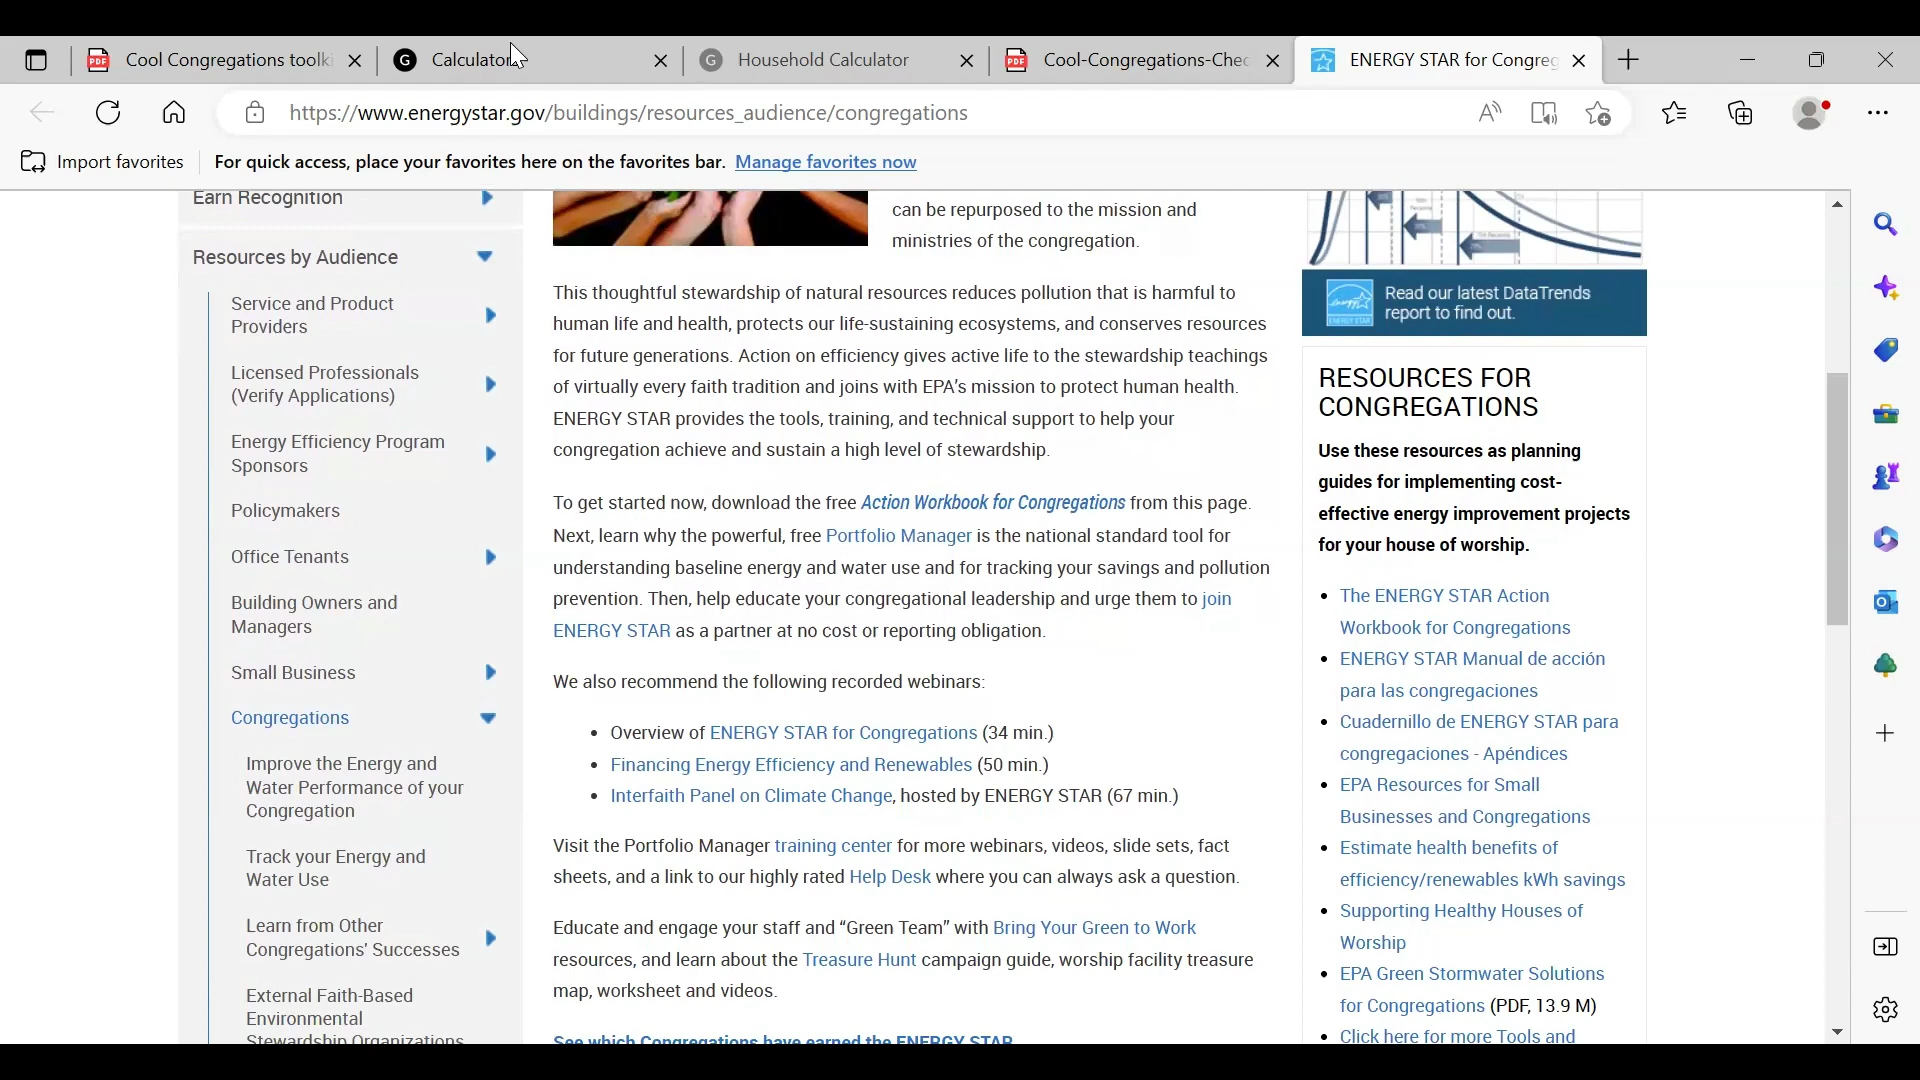 Cool Congregations toolki
Calculator
Household Calculator
Cool-Congregations-Chec
ENERGY STAR for Congreg
https://www.energystar.gov/buildings/resources_audience/congregations
Import favorites
For quick access, place your favorites here on the favorites bar. Manage favorites now
Earn Recognition
Resources by Audience
Service and Product
Providers
Licensed Professionals
(Verify Applications)
Energy Efficiency Program
Sponsors
Policymakers
Office Tenants
Building Owners and
Managers
Small Business
Congregations
Improve the Energy and
Water Performance of your
Congregation
Track your Energy and
Water Use
Learn from Other
Congregations' Successes
External Faith-Based
Environmental
Stewardship Organizations
can be repurposed to the mission and
ministries of the congregation.
This thoughtful stewardship of natural resources reduces pollution that is harmful to
human life and health, protects our life-sustaining ecosystems, and conserves resources
for future generations. Action on efficiency gives active life to the stewardship teachings
of virtually every faith tradition and joins with EPA's mission to protect human health.
ENERGY STAR provides the tools, training, and technical support to help your
congregation achieve and sustain a high level of stewardship.
To get started now, download the free Action Workbook for Congregations from this page.
Next, learn why the powerful, free Portfolio Manager is the national standard tool for
understanding baseline energy and water use and for tracking your savings and pollution
prevention. Then, help educate your congregational leadership and urge them to join
ENERGY STAR as a partner at no cost or reporting obligation.
We also recommend the following recorded webinars:
• Overview of ENERGY STAR for Congregations (34 min.)
• Financing Energy Efficiency and Renewables (50 min.)
• Interfaith Panel on Climate Change, hosted by ENERGY STAR (67 min.)
Visit the Portfolio Manager training center for more webinars, videos, slide sets, fact
sheets, and a link to our highly rated Help Desk where you can always ask a question.
Educate and engage your staff and “Green Team” with Bring Your Green to Work
resources, and learn about the Treasure Hunt campaign guide, worship facility treasure
map, worksheet and videos.
See which Congregations have earned the ENERGY STAR
Read our latest DataTrends
report to find out.
RESOURCES FOR
CONGREGATIONS
Use these resources as planning
guides for implementing cost-
effective energy improvement projects
for your house of worship.
• The ENERGY STAR Action
Workbook for Congregations
• ENERGY STAR Manual de acción
para las congregaciones
• Cuadernillo de ENERGY STAR para
congregaciones - Apéndices
• EPA Resources for Small
Businesses and Congregations
• Estimate health benefits of
efficiency/renewables kWh savings
• Supporting Healthy Houses of
Worship
• EPA Green Stormwater Solutions
for Congregations (PDF, 13.9 M)
• Click here for more Tools and